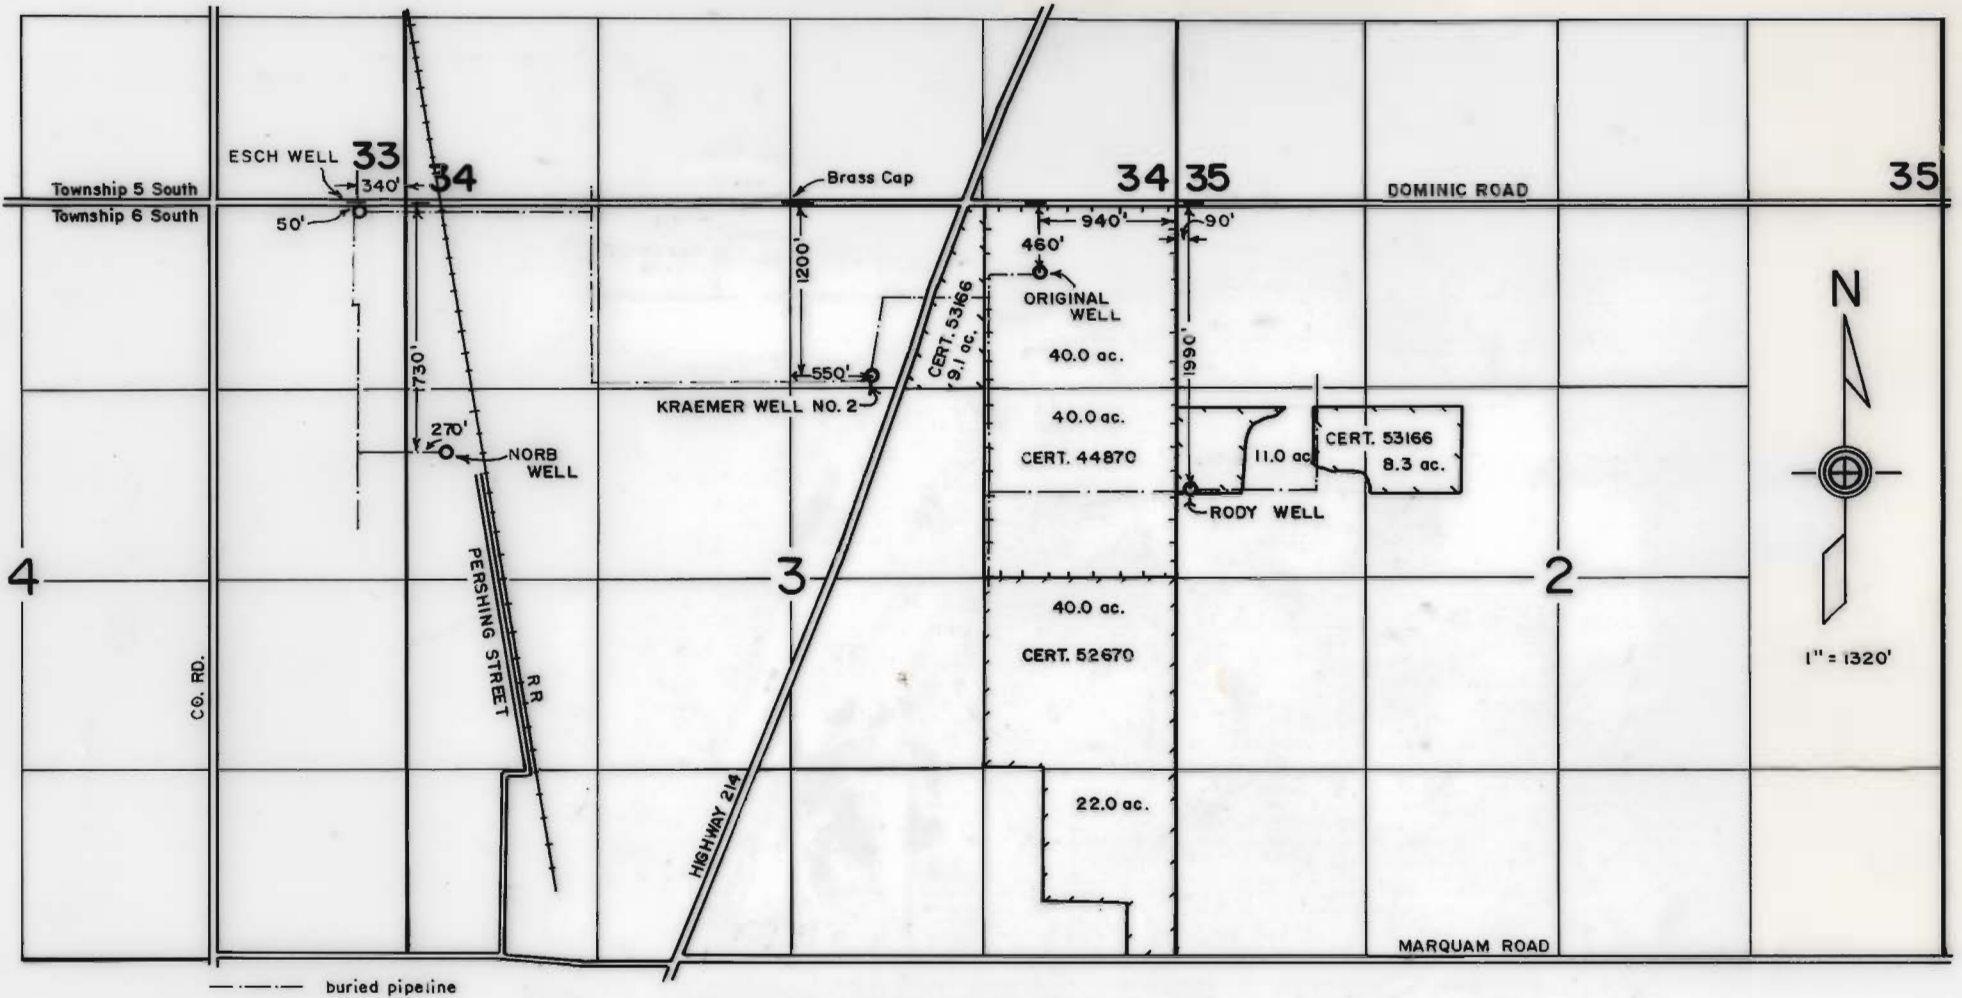 ESCH WELL
33
34
340'
50'
Township 5 South
Township 6 South
Brass Cap
34
35
DOMINIC ROAD
35
940'
90'
460'
1200'
ORIGINAL
WELL
CERT. 53166
9.1 ac.
40.0 ac.
1660'
N
730'
550'
KRAEMER WELL NO. 2
270'
NORB
WELL
40.0 ac.
CERT. 44870
11.0 ac
CERT. 53166
8.3 ac.
RODY WELL
4
3
2
PERSHING STREET
RR
40.0 ac.
CERT. 52670
1" = 1320'
CO. RD.
HIGHWAY 214
22.0 ac.
MARQUAM ROAD
buried pipeline